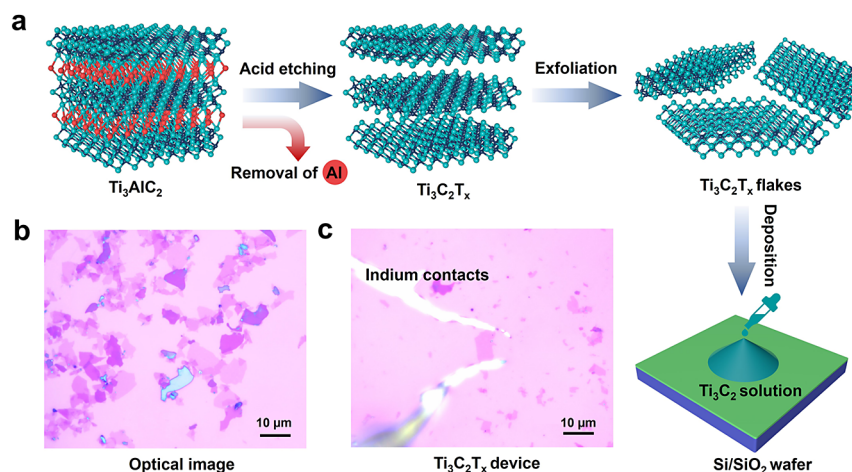 a
Acid etching
Exfoliation
Removal of Al
Ti₃AlC₂
Ti₃C₂Tₓ
Ti₃C₂Tₓ flakes
Deposition
b
10 μm
Optical image
c
Indium contacts
10 μm
Ti₃C₂Tₓ device
Ti₃C₂ solution
Si/SiO₂ wafer